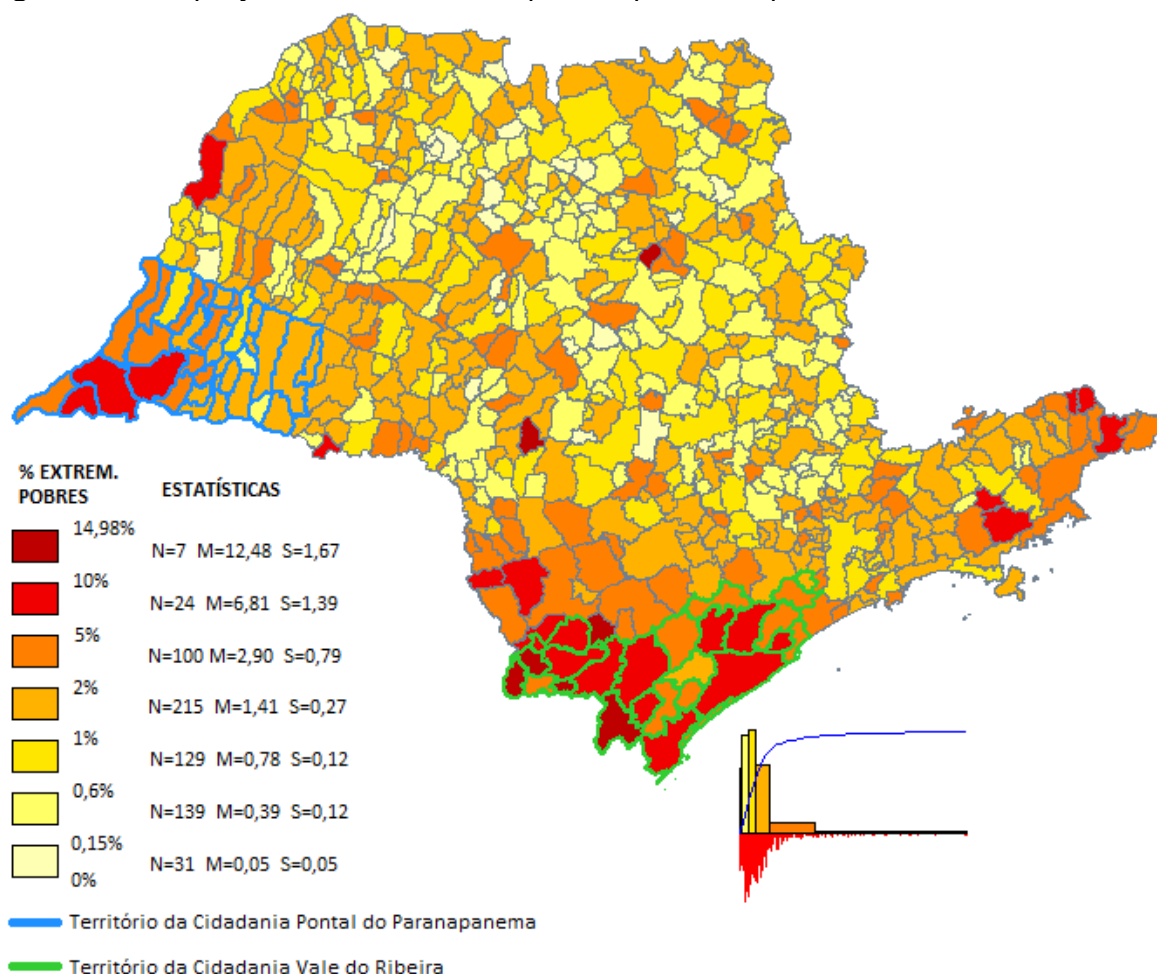 % EXTREM.
POBRES
ESTATÍSTICAS
14,98%
N=7 M=12,48 S=1,67
10%
N=24 M=6,81 S=1,39
5%
N=100 M=2,90 S=0,79
2%
N=215 M=1,41 S=0,27
1%
N=129 M=0,78 S=0,12
0,6%
N=139 M=0,39 S=0,12
0,15%
N=31 M=0,05 S=0,05
0%
Território da Cidadania Pontal do Paranapanema
Território da Cidadania Vale do Ribeira